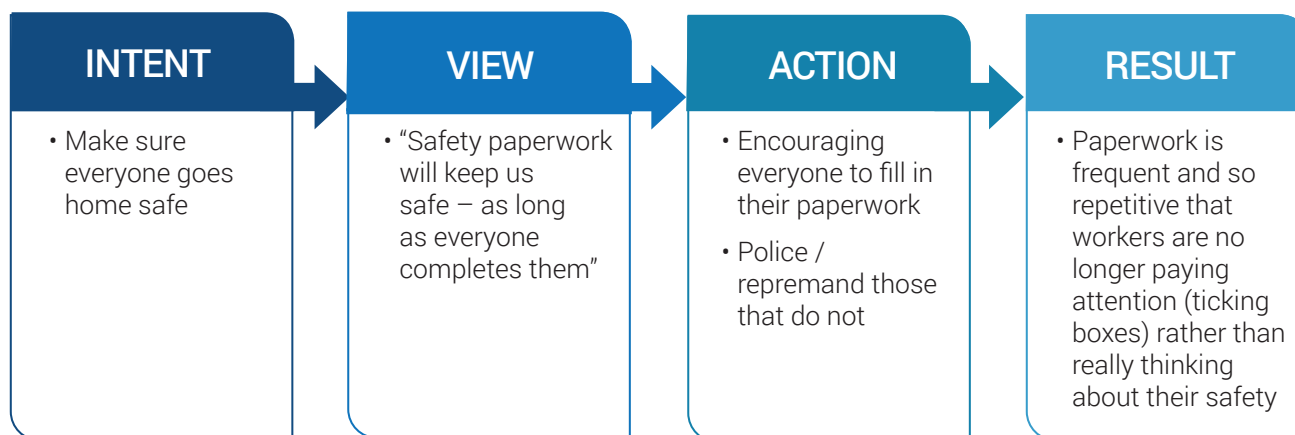 INTENT
• Make sure
everyone goes
home safe
VIEW
• “Safety paperwork
will keep us
safe – as long
as everyone
completes them”
ACTION
• Encouraging
everyone to fill in
their paperwork
• Police /
repremand those
that do not
RESULT
• Paperwork is
frequent and so
repetitive that
workers are no
longer paying
attention (ticking
boxes) rather than
really thinking
about their safety